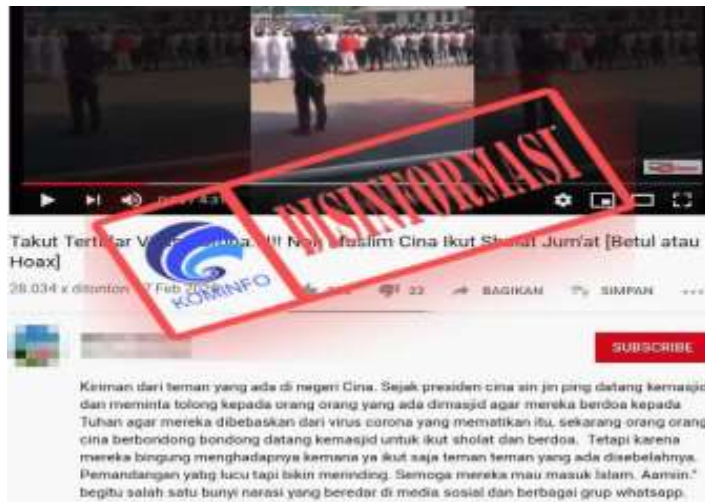 DISINFORMASI
KOMINFO
Takut Muslim Cina Ikut Sholat Jum'at [Betul atau
Hoax]
28.034 x ditonton Feb
22 BAGIKAN SIMPAN
SUBSCRIBE
Kiriman dari teman yang ada di negeri Cina. Sejak presiden cina sin jin ping datang kemasjid
dan meminta tolong kepada orang orang yang ada dimasjid agar mereka berdoa kepada
Tuhan agar mereka dibebaskan dari virus corona yang mematikan itu, sekarang orang orang
cina berbondong bondong datang kemasjid untuk ikut sholat dan berdoa. Tetapi karena
mereka bingung menghadapnya kemana ya ikut saja teman teman yang ada disebelahnya.
Pemandangan yabg lucu tapi bikin merinding. Semoga mereka mau masuk Islam. Aamiin."
begitu salah satu bunyi narasi yang beredar di media sosial dan berbagai grup whatsapp.